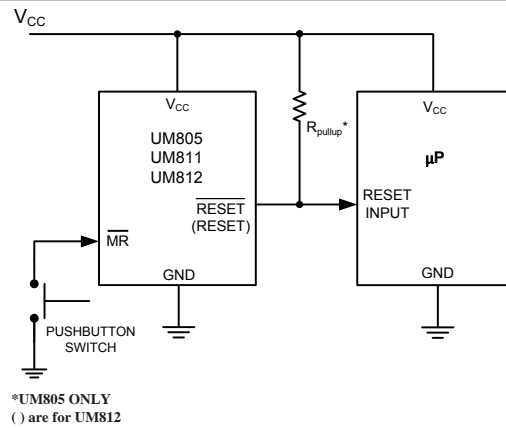 VCC
VCC
UM805
UM811
UM812
RESET
(RESET)
MR
GND
Rpullup*
VCC
µP
RESET
INPUT
GND
PUSHBUTTON
SWITCH
*UM805 ONLY
( ) are for UM812